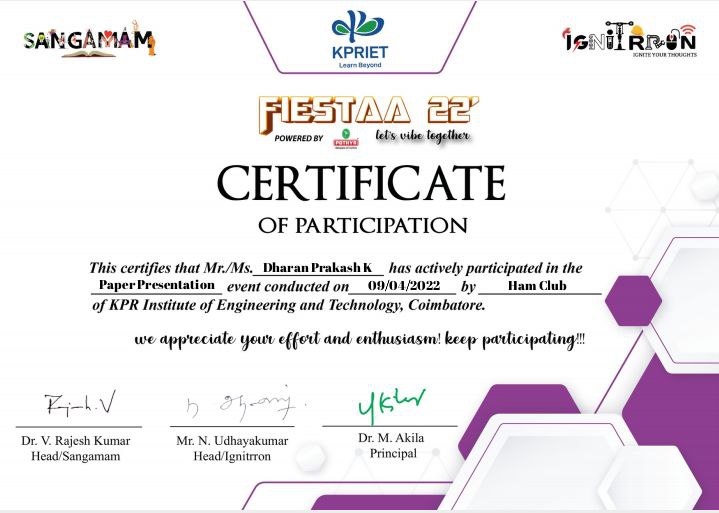 SANGAMAM
KPRIET
Learn Beyond
IGNITRRON
IGNITE YOUR THOUGHTS
FIESTAA 22'
POWERED BY
POTHYS
let's vibe together
CERTIFICATE
OF PARTICIPATION
This certifies that Mr./Ms. Dharan Prakash K has actively participated in the
Paper Presentation event conducted on 09/04/2022 by Ham Club
of KPR Institute of Engineering and Technology, Coimbatore.
we appreciate your effort and enthusiasm! keep participating!!!
Rajesh.V
Dr. V. Rajesh Kumar
Head/Sangamam
Mr. N. Udhayakumar
Head/Ignitrron
Dr. M. Akila
Principal